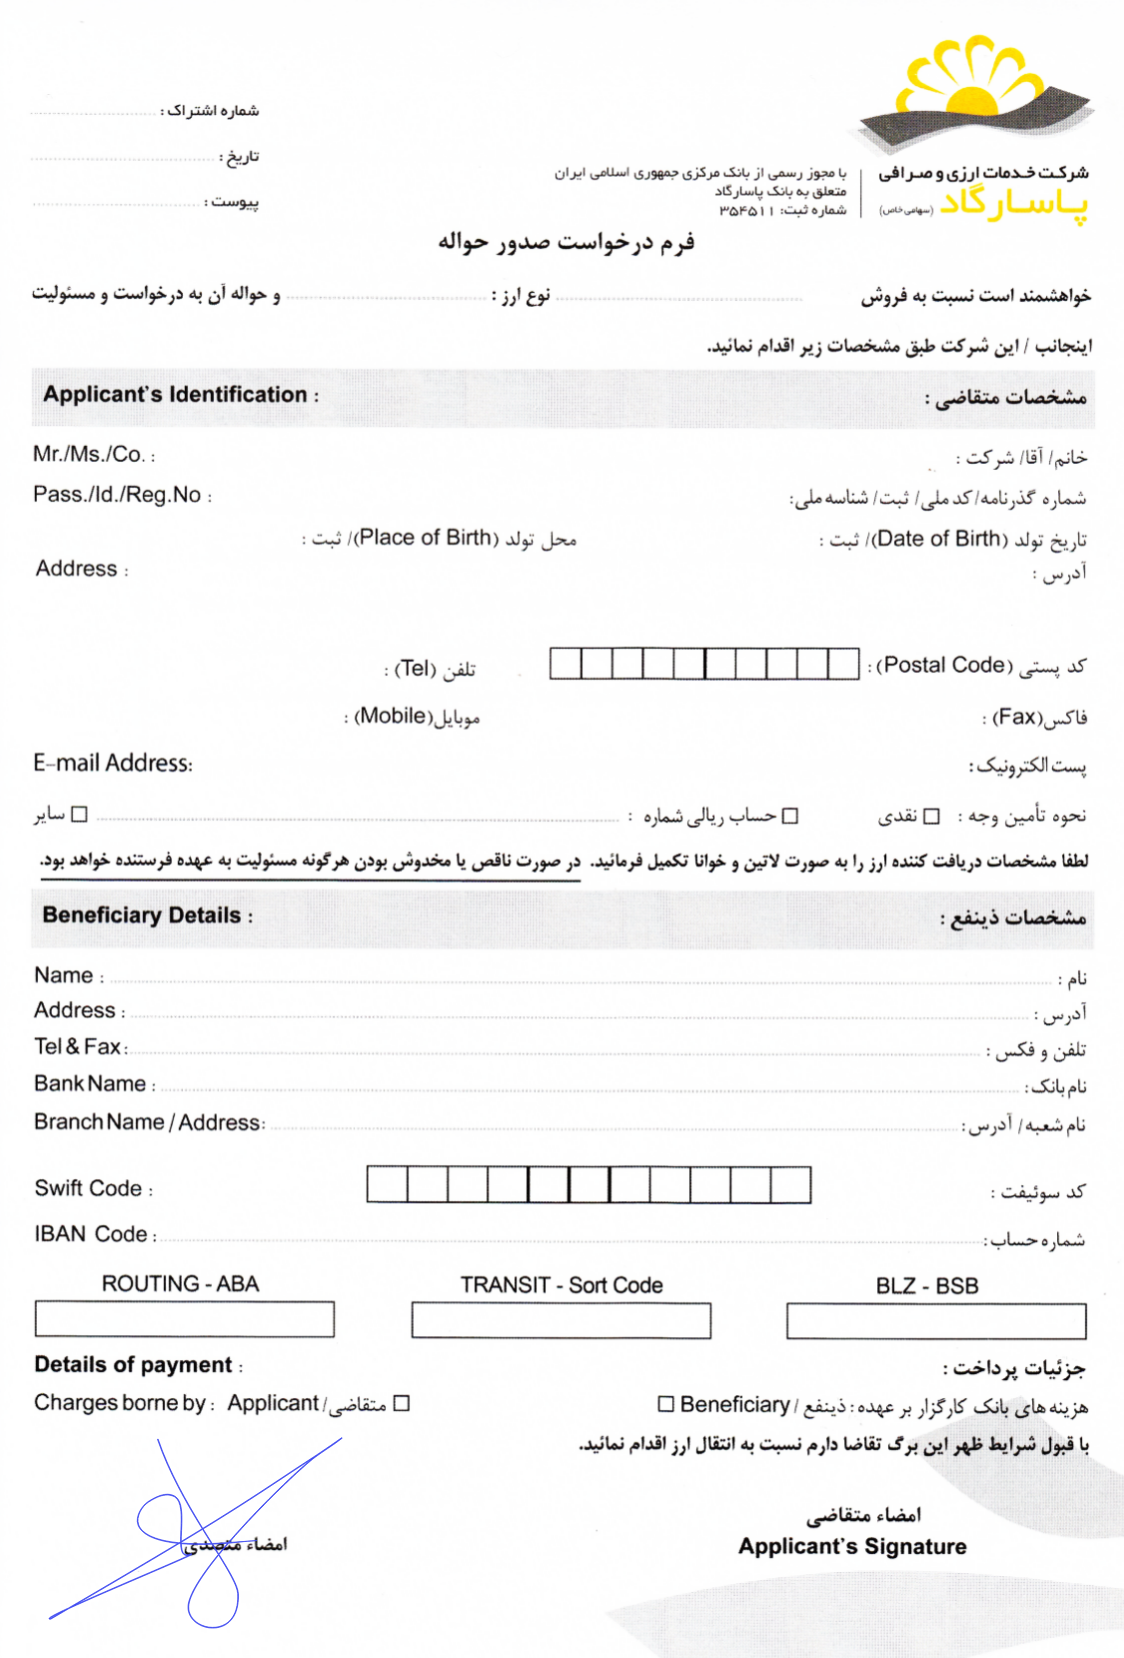 شماره اشتراک :
تاریخ :
پیوست :
شرکت خدمات ارزی و صرافی
پاسارگاد (سهامی خاص)
با مجوز رسمی از بانک مرکزی جمهوری اسلامی ایران
متعلق به بانک پاسارگاد
شماره ثبت: ۳۵۴۵۱۱
فرم درخواست صدور حواله
خواهشمند است نسبت به فروش نوع ارز : و حواله آن به درخواست و مسئولیت
اینجانب / این شرکت طبق مشخصات زیر اقدام نمائید.
Applicant's Identification : مشخصات متقاضی :
Mr./Ms./Co. : خانم/ آقا/ شرکت :
Pass./Id./Reg.No : شماره گذرنامه/کد ملی/ ثبت/ شناسه ملی:
تاریخ تولد (Date of Birth)/ ثبت : محل تولد (Place of Birth)/ ثبت :
Address : آدرس :
کد پستی (Postal Code) : تلفن (Tel) :
فاکس(Fax) : موبایل(Mobile) :
E-mail Address: پست الکترونیک:
نحوه تأمین وجه : نقدی حساب ریالی شماره : سایر
لطفا مشخصات دریافت کننده ارز را به صورت لاتین و خوانا تکمیل فرمائید. در صورت ناقص یا مخدوش بودن هرگونه مسئولیت به عهده فرستنده خواهد بود.
Beneficiary Details : مشخصات ذینفع :
Name : نام :
Address : آدرس :
Tel & Fax : تلفن و فکس :
Bank Name : نام بانک :
Branch Name / Address: نام شعبه/ آدرس :
Swift Code : کد سوئیفت :
IBAN Code : شماره حساب:
ROUTING - ABA TRANSIT - Sort Code BLZ - BSB
Details of payment : جزئیات پرداخت :
Charges borne by : Applicant/متقاضی هزینه های بانک کارگزار بر عهده : ذینفع /Beneficiary
با قبول شرایط ظهر این برگ تقاضا دارم نسبت به انتقال ارز اقدام نمائید.
امضاء متقاضی
Applicant's Signature
امضاء متصدی